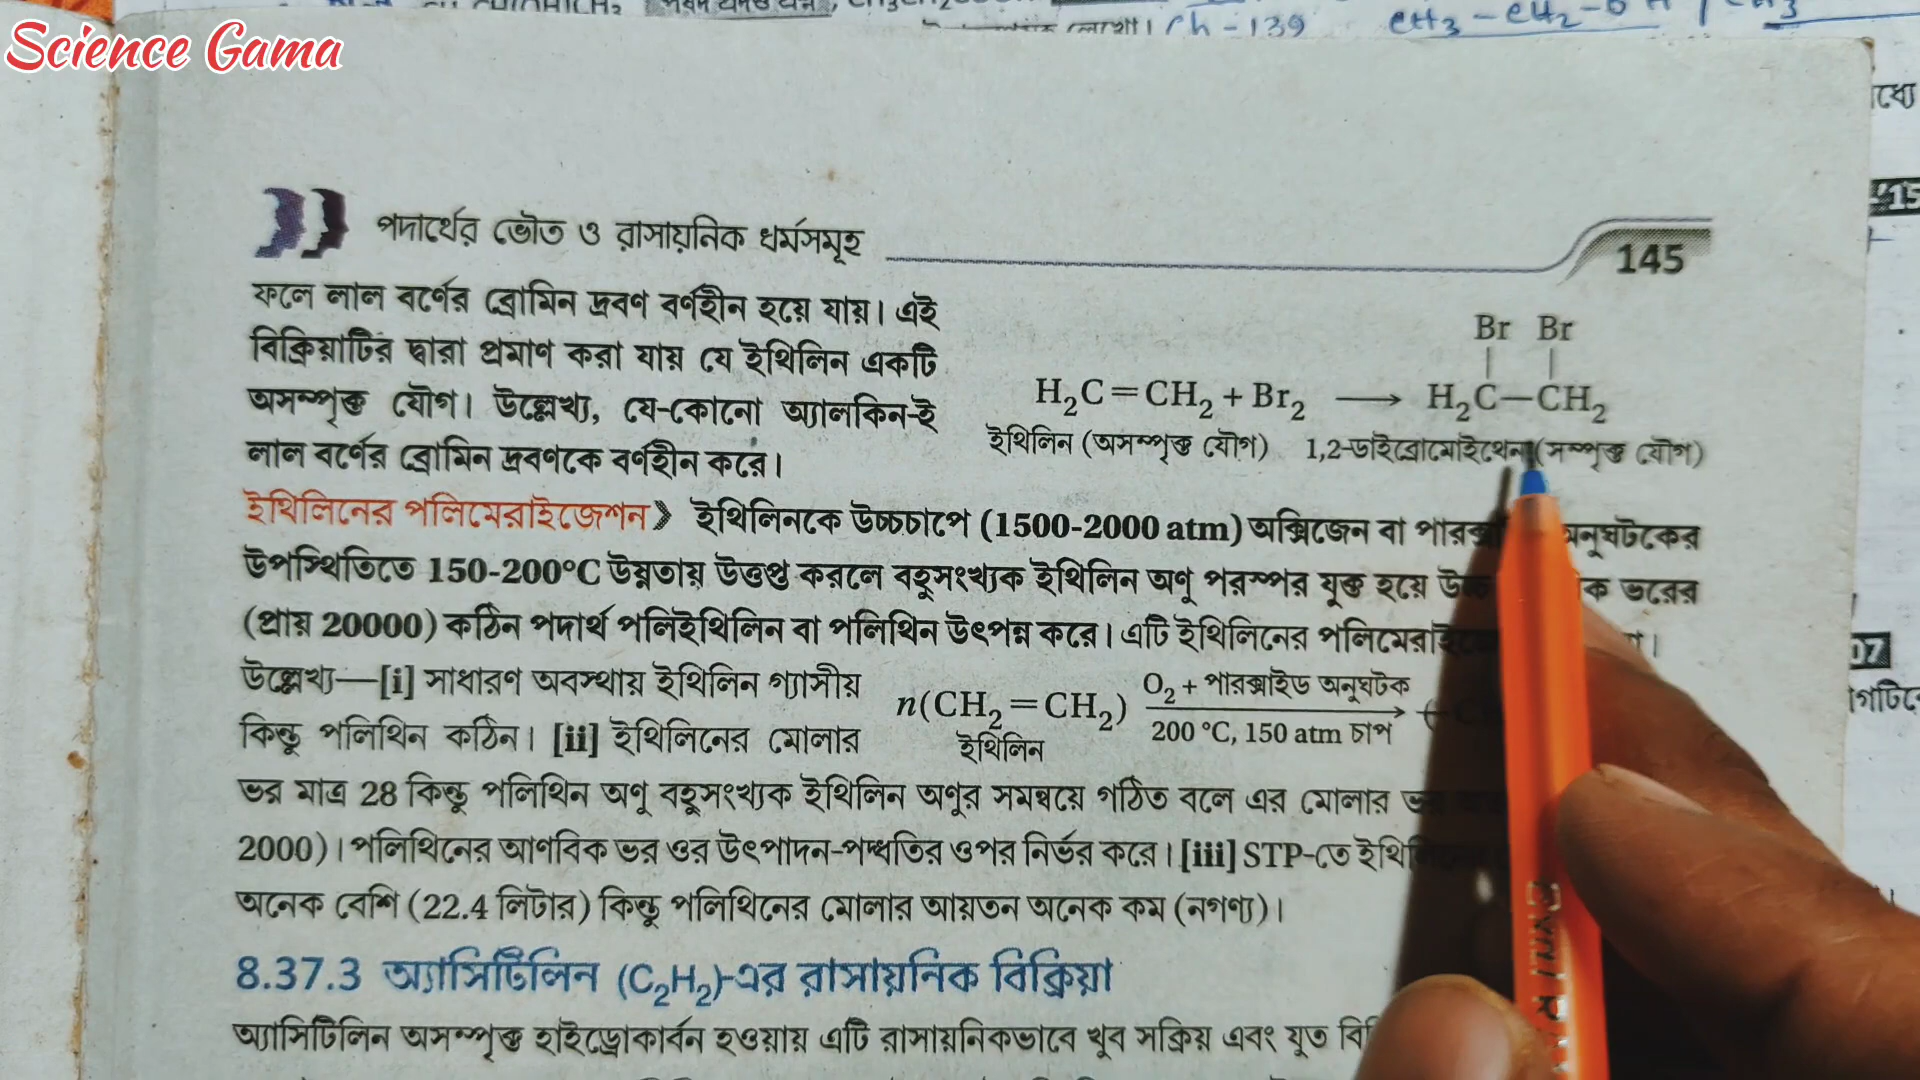 Science Gama
Ch - 139
CH3 - CH2 -
পদার্থের ভৌত ও রাসায়নিক ধর্মসমূহ
145
ফলে লাল বর্ণের ব্রোমিন দ্রবণ বর্ণহীন হয়ে যায়। এই
বিক্রিয়াটির দ্বারা প্রমাণ করা যায় যে ইথিলিন একটি
অসম্পৃক্ত যৌগ। উল্লেখ্য, যে-কোনো অ্যালকিন-ই
লাল বর্ণের ব্রোমিন দ্রবণকে বর্ণহীন করে।
Br Br
| |
H₂C=CH₂ + Br₂ ⟶ H₂C—CH₂
ইথিলিন (অসম্পৃক্ত যৌগ) 1,2-ডাইব্রোমোইথেন (সম্পৃক্ত যৌগ)
ইথিলিনের পলিমেরাইজেশন》 ইথিলিনকে উচ্চচাপে (1500-2000 atm) অক্সিজেন বা অনুঘটকের
উপস্থিতিতে 150-200°C উষ্ণতায় উত্তপ্ত করলে বহুসংখ্যক ইথিলিন অণু পরস্পর যুক্ত হয়ে ভরের
(প্রায় 20000) কঠিন পদার্থ পলিইথিলিন বা পলিথিন উৎপন্ন করে। এটি ইথিলিনের
উল্লেখ্য—[i] সাধারণ অবস্থায় ইথিলিন গ্যাসীয়
কিন্তু পলিথিন কঠিন। [ii] ইথিলিনের মোলার
n(CH₂=CH₂) O₂ + পারক্সাইড অনুঘটক
200 °C, 150 atm চাপ
ইথিলিন
ভর মাত্র 28 কিন্তু পলিথিন অণু বহুসংখ্যক ইথিলিন অণুর সমন্বয়ে গঠিত বলে এর মোলার
2000)। পলিথিনের আণবিক ভর ওর উৎপাদন-পদ্ধতির ওপর নির্ভর করে। [iii] STP-তে
অনেক বেশি (22.4 লিটার) কিন্তু পলিথিনের মোলার আয়তন অনেক কম (নগণ্য)।
8.37.3 অ্যাসিটিলিন (C₂H₂)-এর রাসায়নিক বিক্রিয়া
অ্যাসিটিলিন অসম্পৃক্ত হাইড্রোকার্বন হওয়ায় এটি রাসায়নিকভাবে খুব সক্রিয় এবং যুত